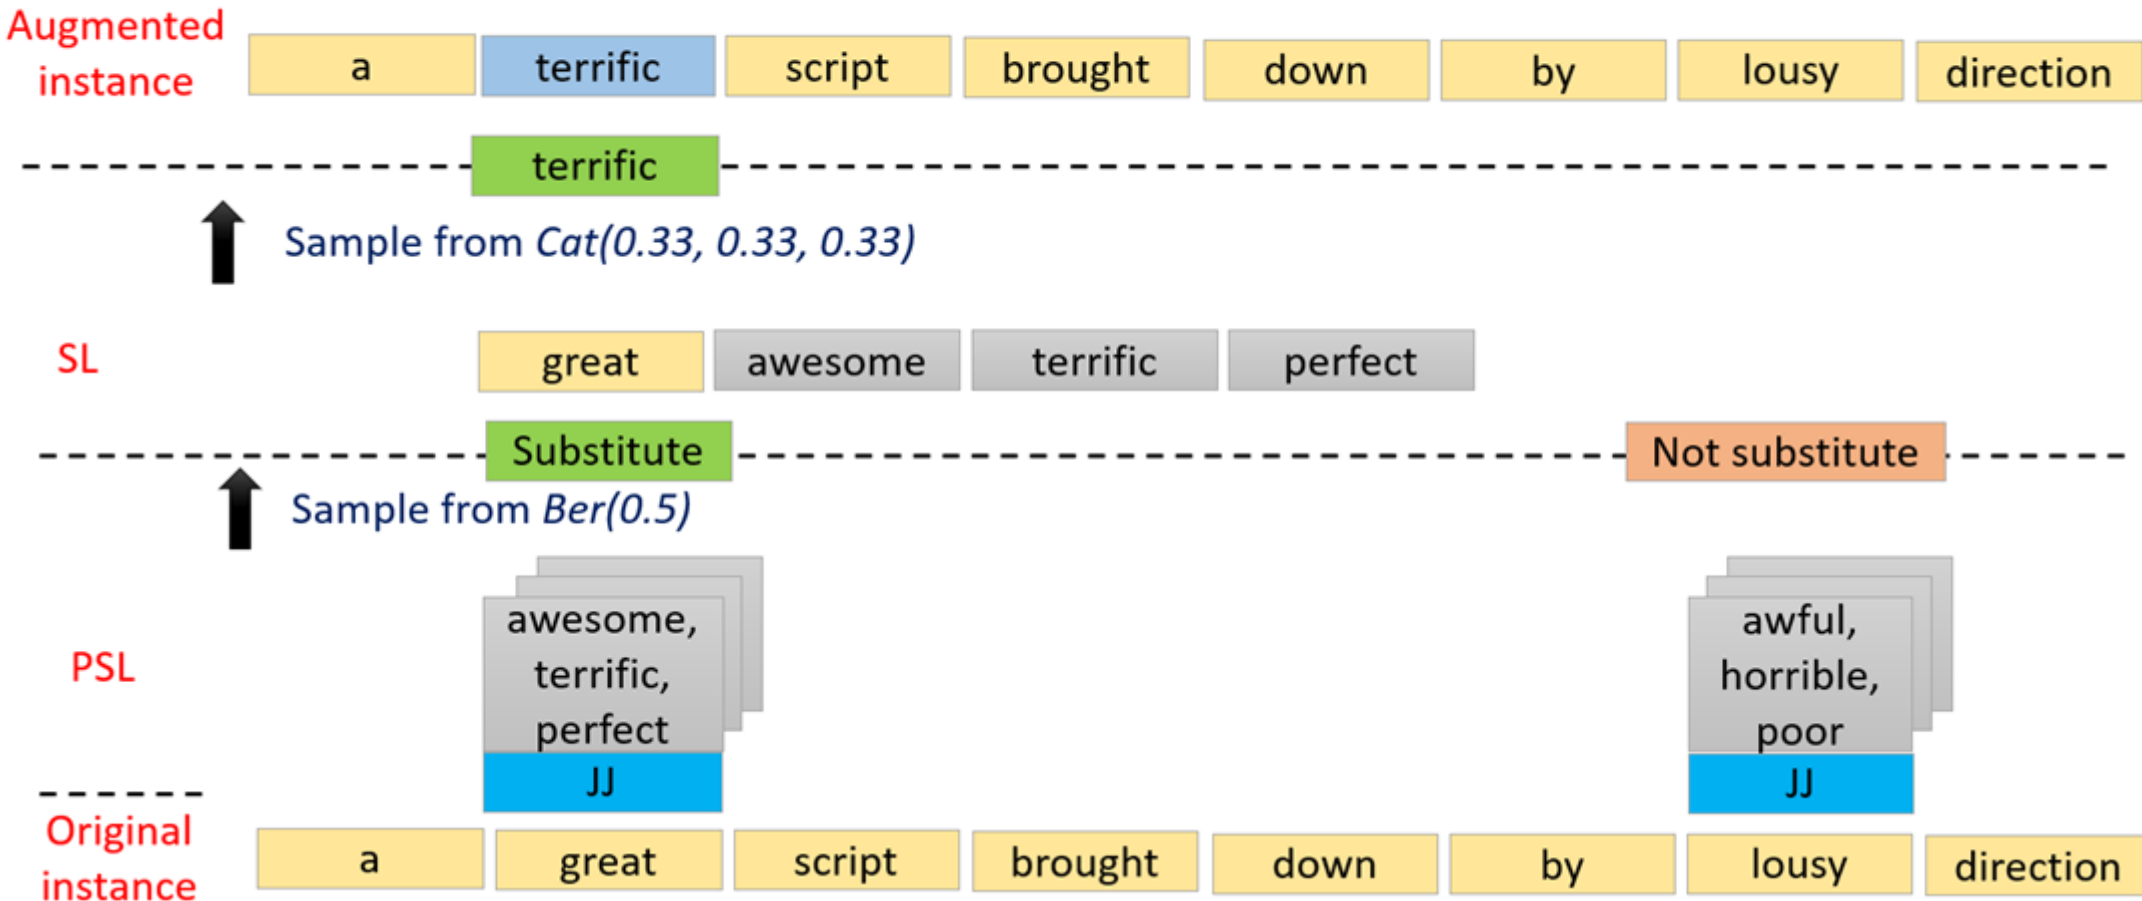 Augmented
instance
a terrific script brought down by lousy direction
terrific
Sample from Cat(0.33, 0.33, 0.33)
SL
great awesome terrific perfect
Substitute Not substitute
Sample from Ber(0.5)
PSL
awesome,
terrific,
perfect
JJ
awful,
horrible,
poor
JJ
Original
instance
a great script brought down by lousy direction